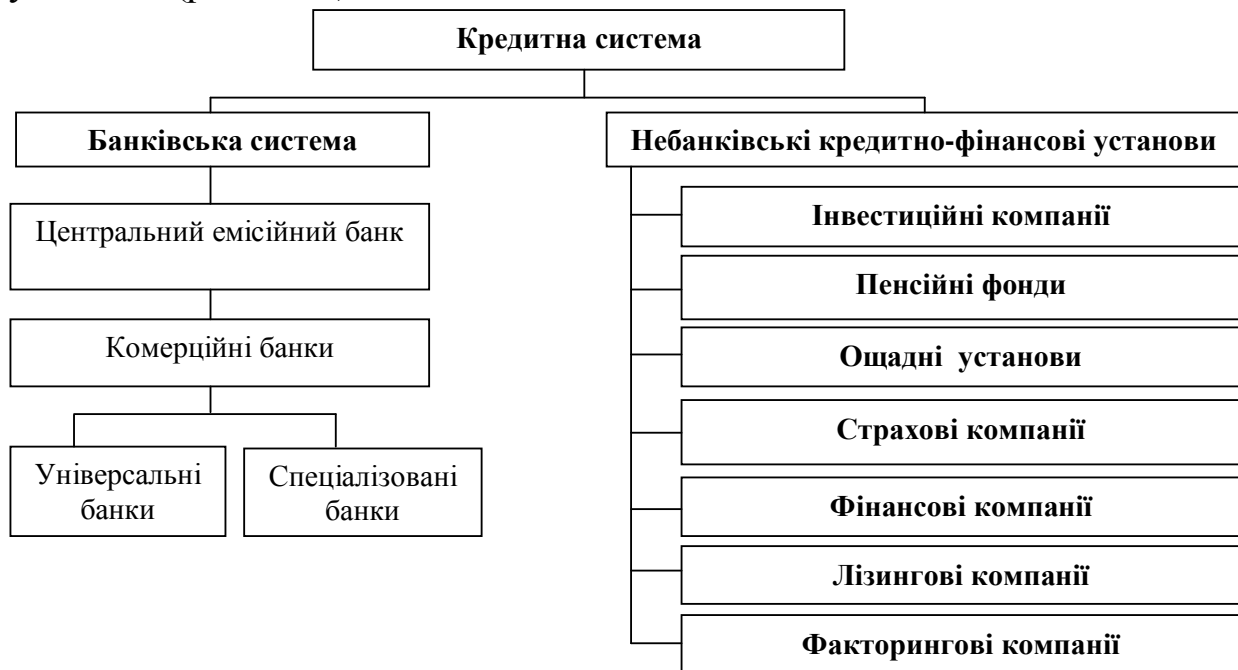 Кредитна система
Банківська система
Небанківські кредитно-фінансові установи
Центральний емісійний банк
Комерційні банки
Універсальні
банки
Спеціалізовані
банки
Інвестиційні компанії
Пенсійні фонди
Ощадні установи
Страхові компанії
Фінансові компанії
Лізингові компанії
Факторингові компанії